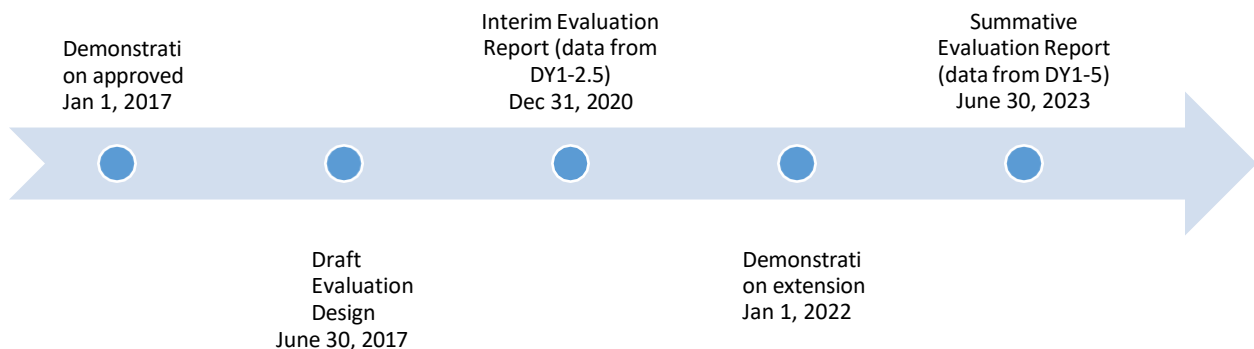 Demonstrati
on approved
Jan 1, 2017
Draft
Evaluation
Design
June 30, 2017
Interim Evaluation
Report (data from
DY1-2.5)
Dec 31, 2020
Demonstrati
on extension
Jan 1, 2022
Summative
Evaluation Report
(data from DY1-5)
June 30, 2023